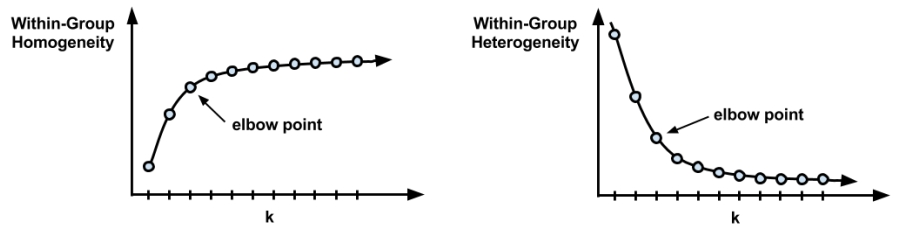 Within-Group
Homogeneity
elbow point
k
Within-Group
Heterogeneity
elbow point
k